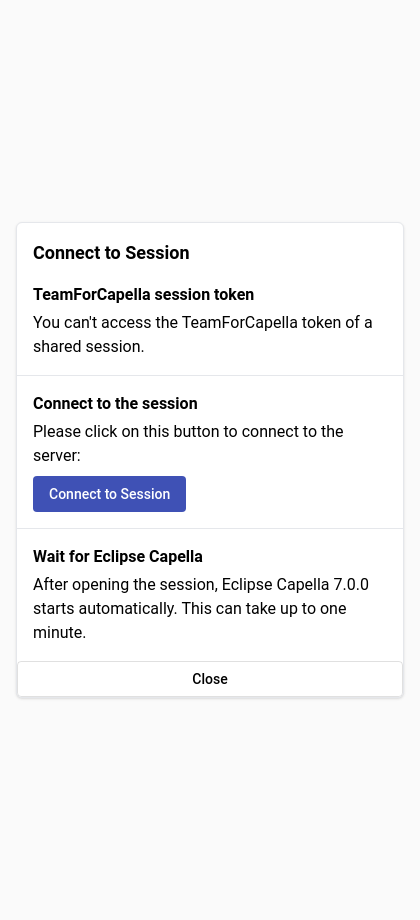 Connect to Session
TeamForCapella session token
You can't access the TeamForCapella token of a
shared session.
Connect to the session
Please click on this button to connect to the
server:
Connect to Session
Wait for Eclipse Capella
After opening the session, Eclipse Capella 7.0.0
starts automatically. This can take up to one
minute.
Close